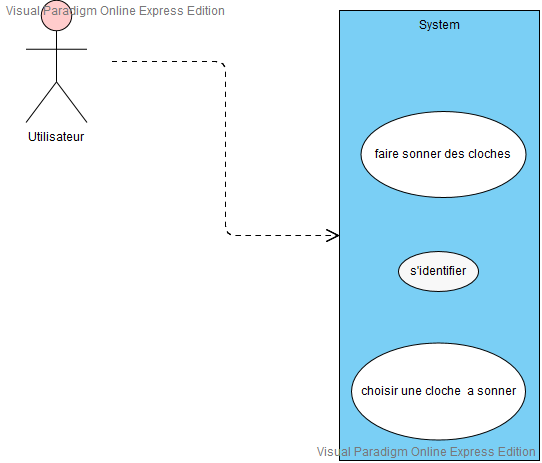 Visual Paradigm Online Express Edition
System
Utilisateur
faire sonner des cloches
s'identifier
choisir une cloche  a sonner
Visual Paradigm Online Express Edition